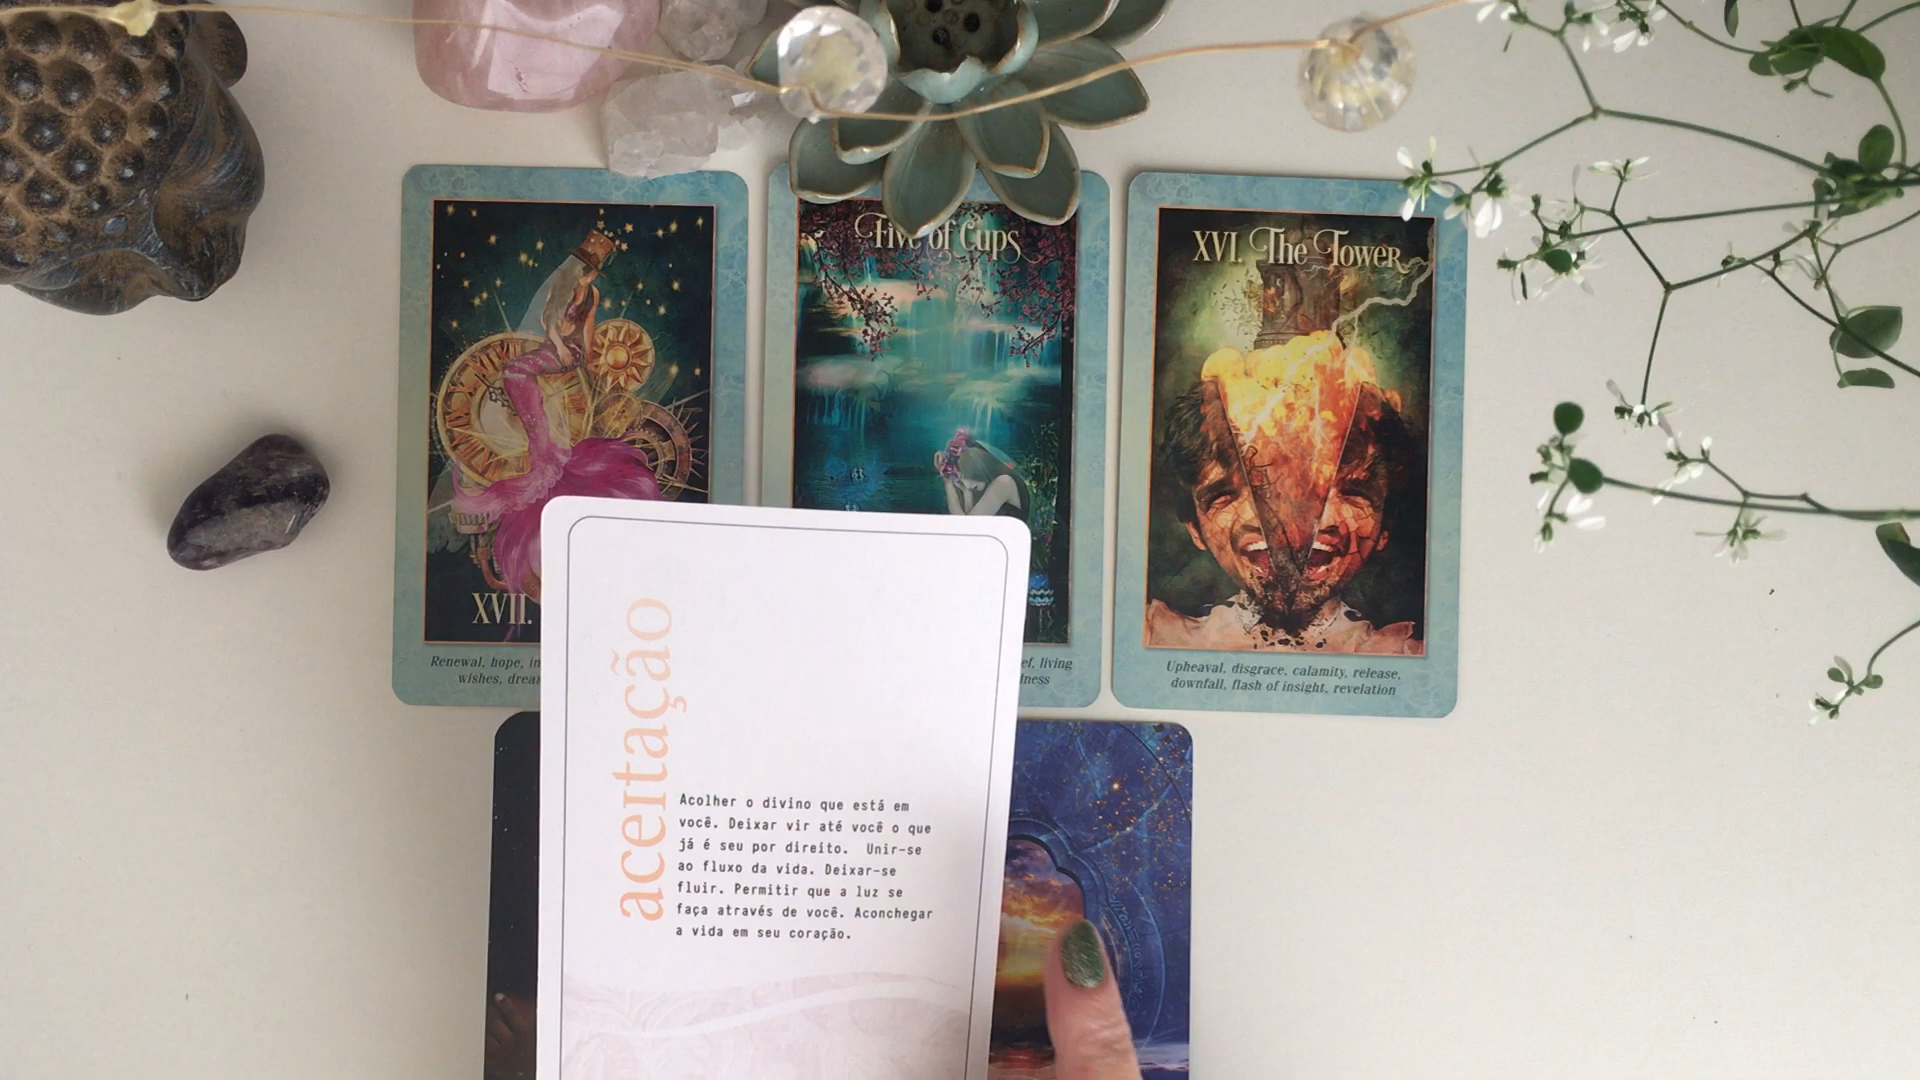 Five of Cups
XVI. The Tower
XVII.
Renewal, hope, in
wishes, drea
ef, living
Upheaval, disgrace, calamity, release,
downfall, flash of insight, revelation
aceitação
Acolher o divino que está em
você. Deixar vir até você o que
já é seu por direito. Unir-se
ao fluxo da vida. Deixar-se
fluir. Permitir que a luz se
faça através de você. Aconchegar
a vida em seu coração.